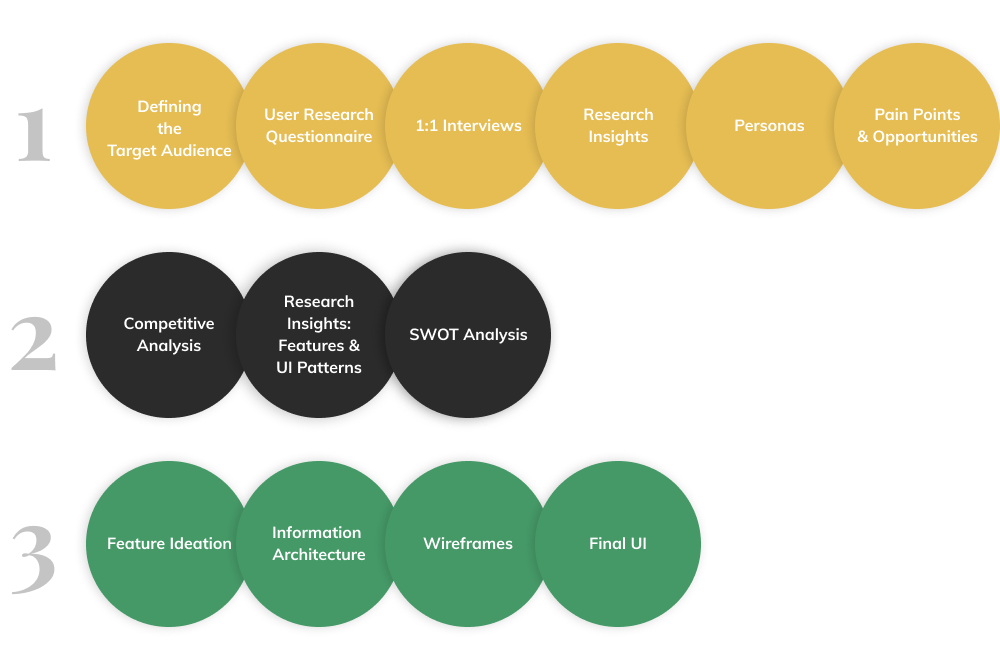 1
Defining
the
Target Audience
User Research
Questionnaire
1:1 Interviews
Research
Insights
Personas
Pain Points
& Opportunities
2
Competitive
Analysis
Research
Insights:
Features &
UI Patterns
SWOT Analysis
3
Feature Ideation
Information
Architecture
Wireframes
Final UI